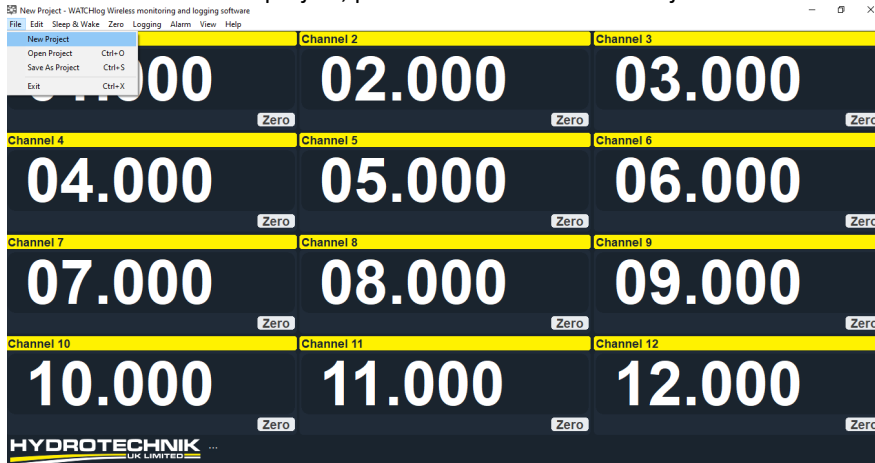 New Project - WATCHlog Wireless monitoring and logging software
File Edit Sleep & Wake Zero Logging Alarm View Help
New Project
Open Project Ctrl+O
Save As Project Ctrl+S
Exit Ctrl+X
Channel 2 Channel 3
02.000 03.000
Zero Zero Zero
Channel 4 Channel 5 Channel 6
04.000 05.000 06.000
Zero Zero Zero
Channel 7 Channel 8 Channel 9
07.000 08.000 09.000
Zero Zero Zero
Channel 10 Channel 11 Channel 12
10.000 11.000 12.000
Zero Zero Zero
HYDROTECHNIK ...
UK LIMITED